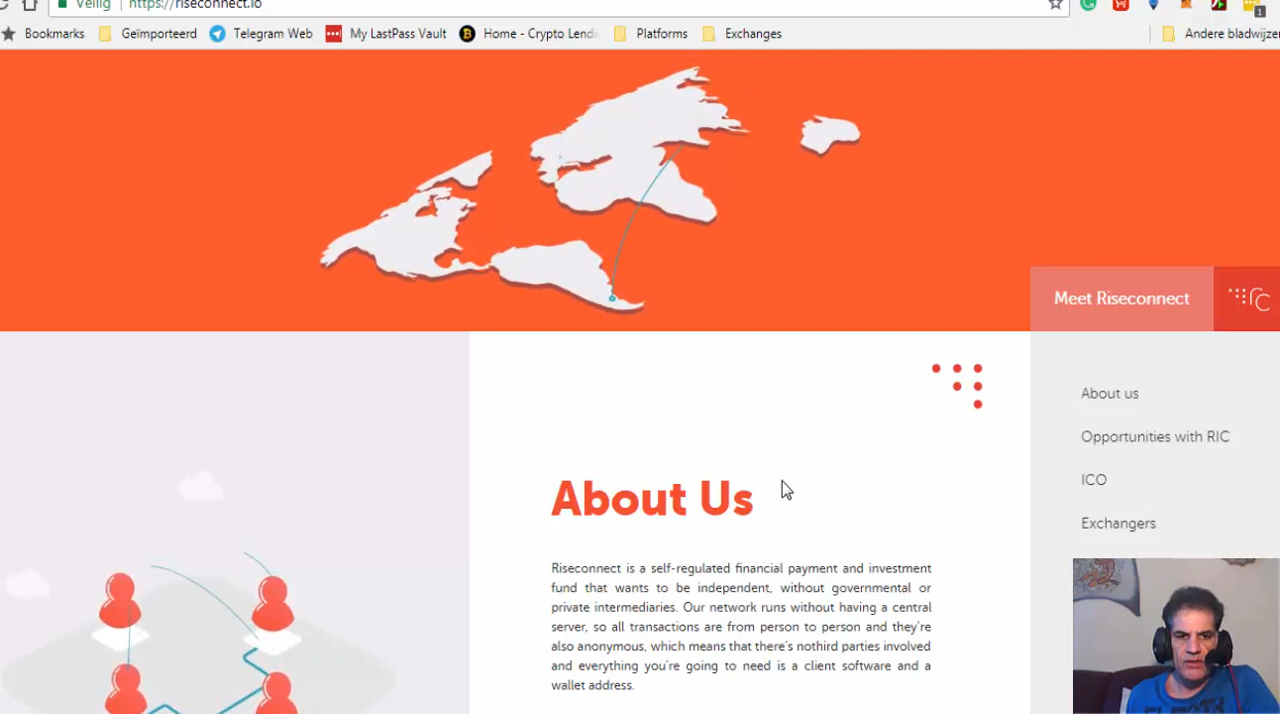 Veilig https://riseconnect.io
Bookmarks Geïmporteerd Telegram Web My LastPass Vault Home - Crypto Lend Platforms Exchanges Andere bladwijzer
Meet Riseconnect
About us
Opportunities with RIC
ICO
Exchangers
About Us
Riseconnect is a self-regulated financial payment and investment
fund that wants to be independent, without governmental or
private intermediaries. Our network runs without having a central
server, so all transactions are from person to person and they're
also anonymous, which means that there's nothird parties involved
and everything you're going to need is a client software and a
wallet address.